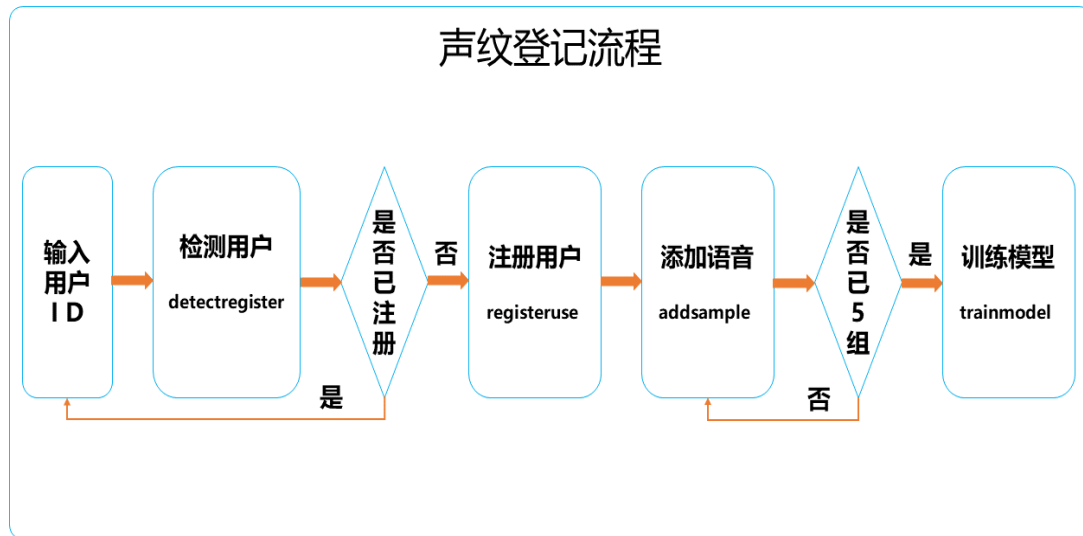 声纹登记流程
输入
用户
I D
检测用户
detectregister
是
否
已
注
册
否
是
注册用户
registeruse
添加语音
addsample
是
否
已
5
组
是
否
训练模型
trainmodel